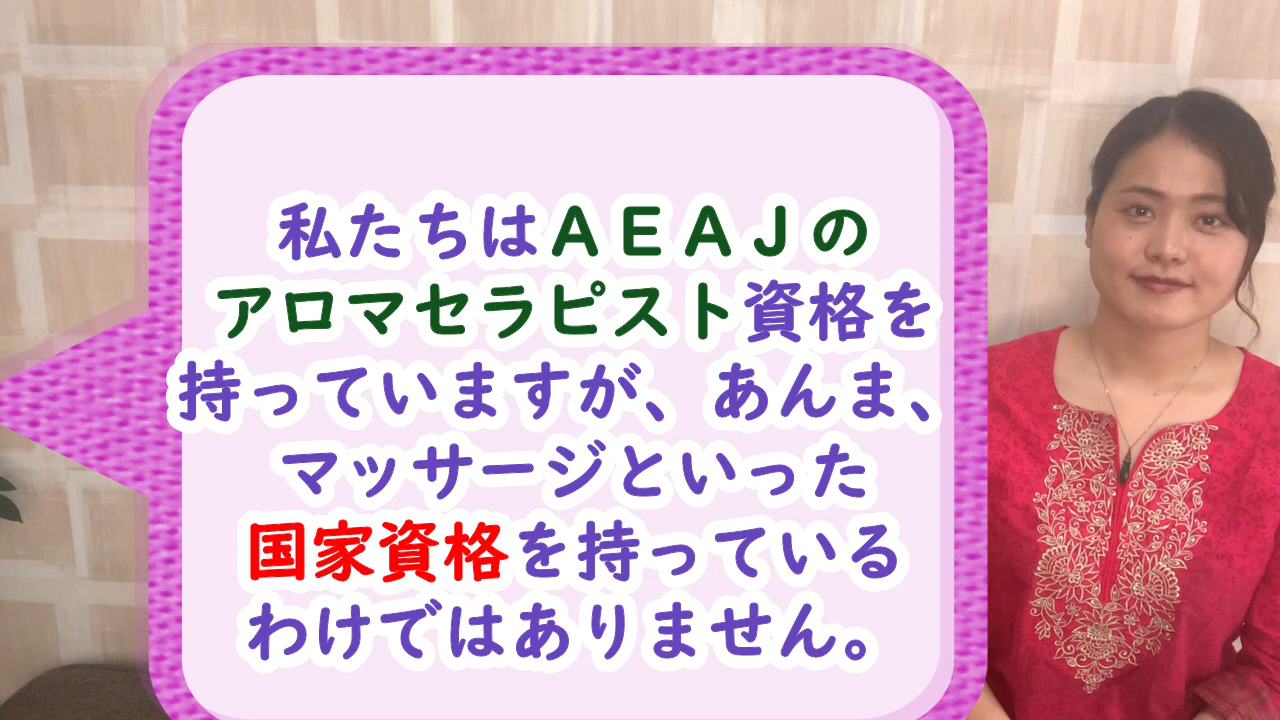 私たちはＡＥＡＪの
アロマセラピスト資格を
持っていますが、あんま、
マッサージといった
国家資格を持っている
わけではありません。